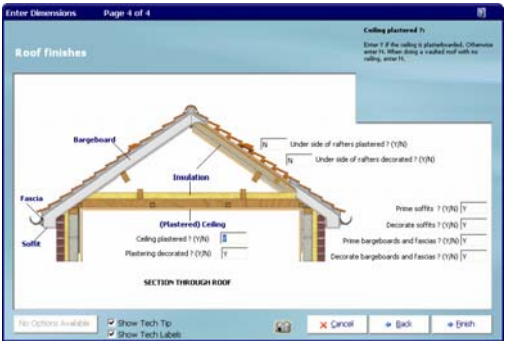 Enter Dimensions Page 4 of 4
Ceiling plastered ?:
Enter Y if the ceiling is plasterboarded. Otherwise
enter N. When doing a vaulted roof with no
ceiling, enter N.
Roof finishes
Bargeboard
N Under side of rafters plastered ? (Y/N)
N Under side of rafters decorated ? (Y/N)
Insulation
Fascia
Prime soffits ? (Y/N) Y
(Plastered) Ceiling
Decorate soffits ? (Y/N) Y
Soffit
Ceiling plastered ? (Y/N)
Prime bargeboards and fascias ? (Y/N) Y
Plastering decorated ? (Y/N) Y
Decorate bargeboards and fascias ? (Y/N) Y
SECTION THROUGH ROOF
No Options Available
Show Tech Tip
Show Tech Labels
Cancel
Back
Finish